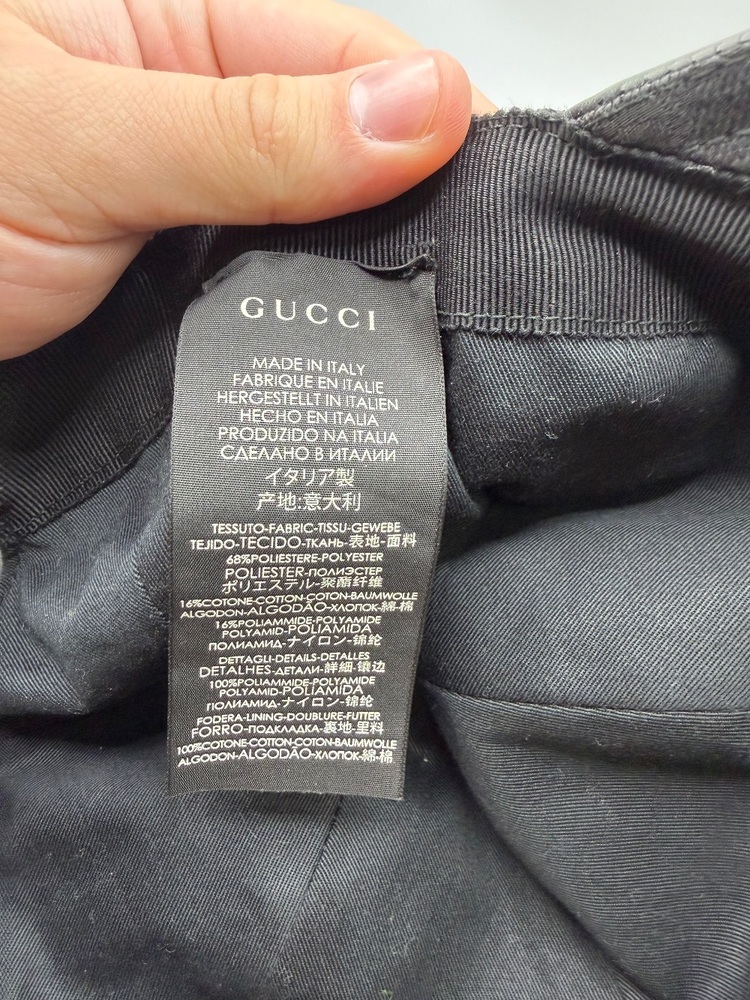 GUCCI
MADE IN ITALY
FABRIQUE EN ITALIE
HERGESTELLT IN ITALIEN
HECHO EN ITALIA
PRODUZIDO NA ITALIA
СДЕЛАНО В ИТАЛИИ
イタリア製
产地:意大利
TESSUTO-FABRIC-TISSU-GEWEBE
TEJIDO-TECIDO-ТКАНЬ-表地-面料
68%POLIESTERE-POLYESTER
POLIESTER-ПОЛИЭСТЕР
ポリエステル-聚酯纤维
16%COTONE-COTTON-COTON-BAUMWOLLE
ALGODON-ALGODÃO-ХЛОПОК-綿-棉
16%POLIAMMIDE-POLYAMIDE
POLYAMID-POLIAMIDA
ПОЛИАМИД-ナイロン-锦纶
DETTAGLI-DETAILS-DETALLES
DETALHES-ДЕТАЛИ-詳細-镶边
100%POLIAMMIDE-POLYAMIDE
POLYAMID-POLIAMIDA
ПОЛИАМИД-ナイロン-锦纶
FODERA-LINING-DOUBLURE-FUTTER
FORRO-ПОДКЛАДКА-裏地-里料
100%COTONE-COTTON-COTON-BAUMWOLLE
ALGODON-ALGODÃO-ХЛОПОК-綿-棉